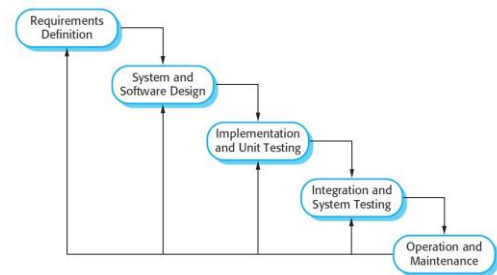 Requirements
Definition
System and
Software Design
Implementation
and Unit Testing
Integration and
System Testing
Operation and
Maintenance